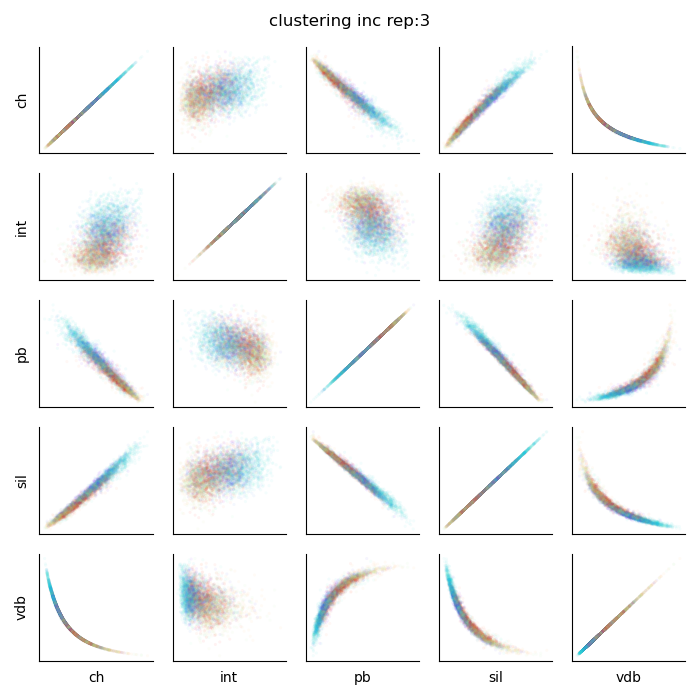 clustering inc rep:3
ch
int
pb
sil
vdb
ch int pb sil vdb